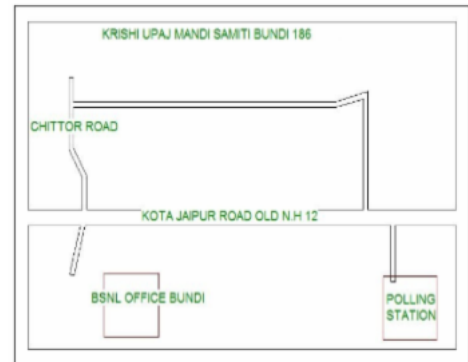 KRISHI UPAJ MANDI SAMITI BUNDI 186
CHITTOR ROAD
KOTA JAIPUR ROAD OLD N.H 12
BSNL OFFICE BUNDI
POLLING
STATION